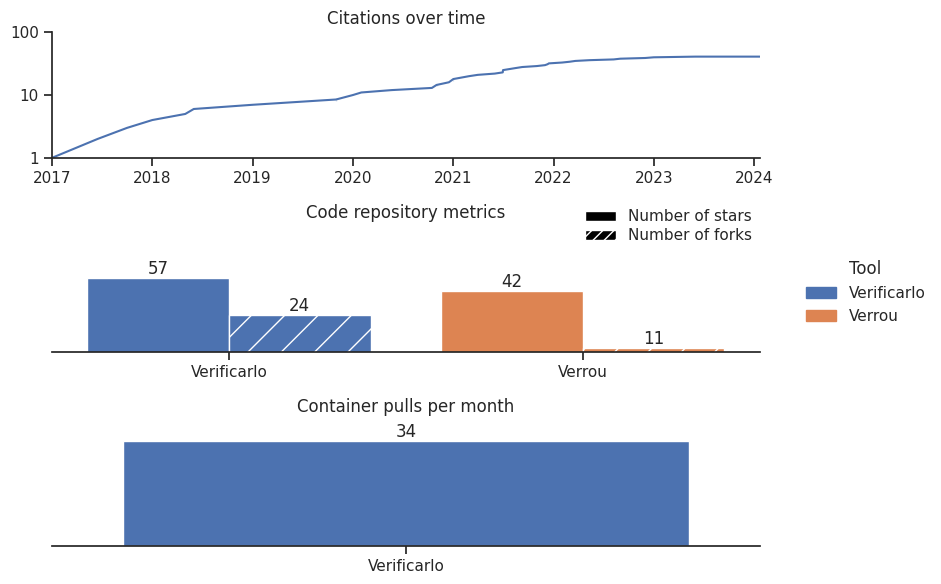 Citations over time
100
10
1
2017 2018 2019 2020 2021 2022 2023 2024
Code repository metrics
Number of stars
Number of forks
57
24
42
11
Verificarlo
Verrou
Tool
Verificarlo
Verrou
Container pulls per month
34
Verificarlo